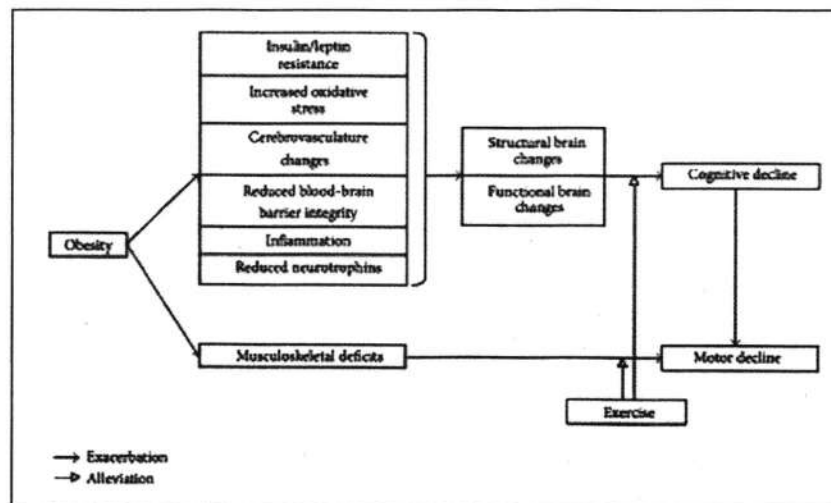 Insulin/leptin
resistance
Increased oxidative
stress
Cerebrovasculature
changes
Reduced blood-brain
barrier integrity
Inflammation
Reduced neurotrophins
Structural brain
changes
Functional brain
changes
Cognitive decline
Obesity
Musculoskeletal deficits
Motor decline
Exercise
Exacerbation
Alleviation